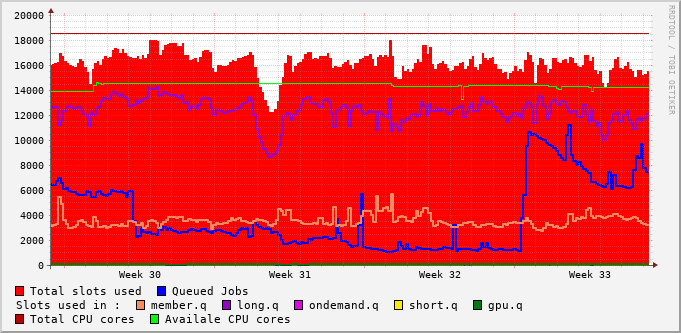 20000
18000
16000
14000
12000
10000
8000
6000
4000
2000
0
Week 30 Week 31 Week 32 Week 33
Total slots used Queued Jobs
Slots used in : member.q long.q ondemand.q short.q gpu.q
Total CPU cores Availale CPU cores
RRDTOOL / TOBI OETIKER